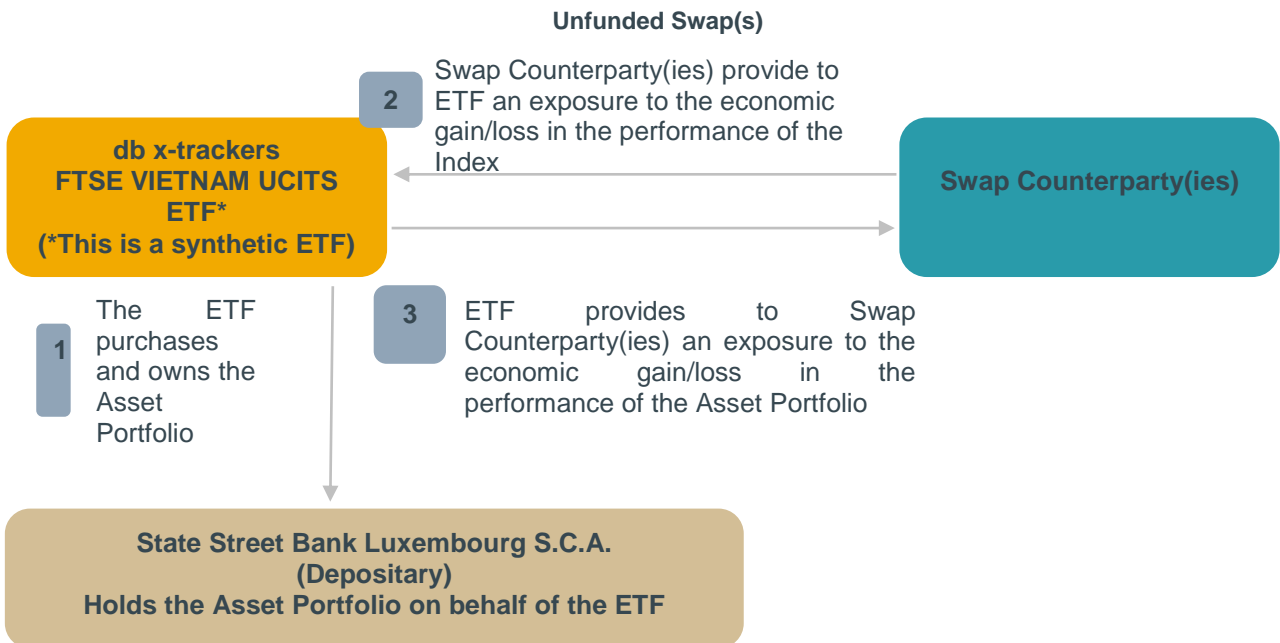 Unfunded Swap(s)
2
Swap Counterparty(ies) provide to
ETF an exposure to the economic
gain/loss in the performance of the
Index
db x-trackers
FTSE VIETNAM UCITS
ETF*
(*This is a synthetic ETF)
Swap Counterparty(ies)
1
The ETF
purchases
and owns the
Asset
Portfolio
3
ETF provides to Swap
Counterparty(ies) an exposure to the
economic gain/loss in the
performance of the Asset Portfolio
State Street Bank Luxembourg S.C.A.
(Depositary)
Holds the Asset Portfolio on behalf of the ETF